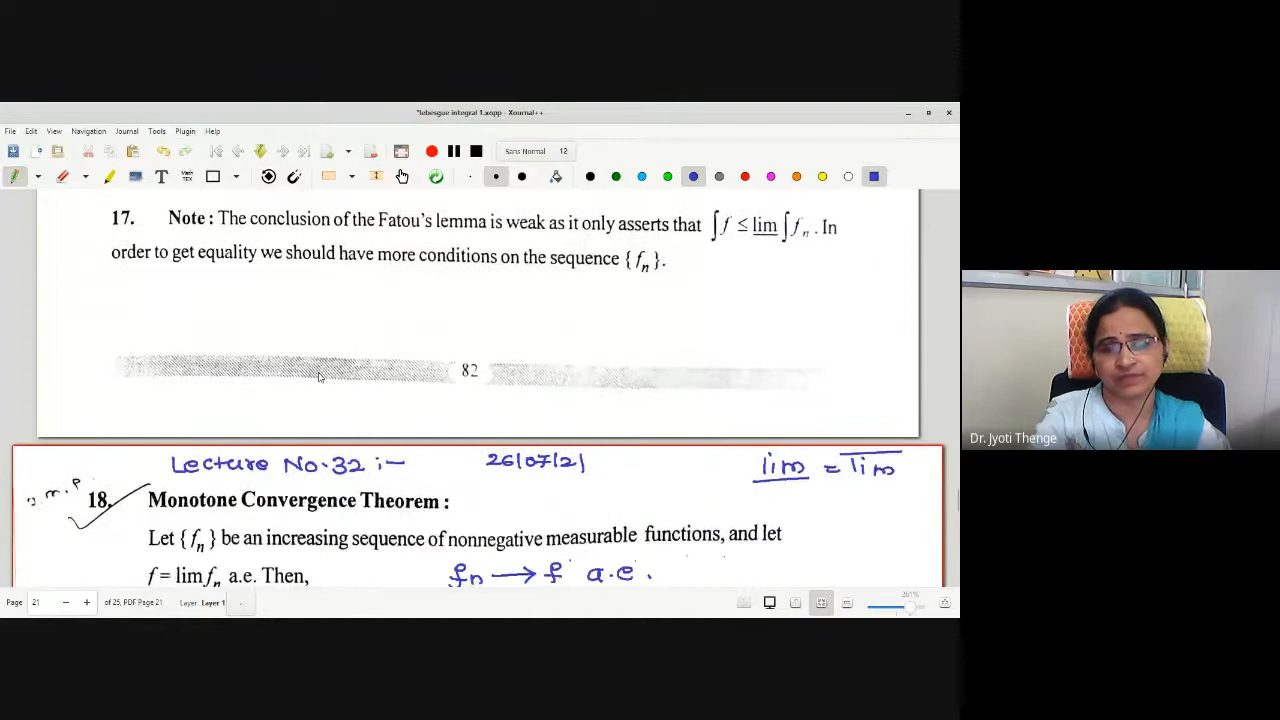 *lebesgue integral 1.xopp - Xournal++
File Edit View Navigation Journal Tools Plugin Help
Sans Normal 12
17. Note : The conclusion of the Fatou's lemma is weak as it only asserts that ∫f ≤ lim ∫fₙ . In
order to get equality we should have more conditions on the sequence {fₙ}.
82
Lecture No.32 :- 26/07/21 lim = lim
18. Monotone Convergence Theorem :
Let {fₙ} be an increasing sequence of nonnegative measurable functions, and let
f = lim fₙ a.e. Then, fn → f a.e.
Page 21 of 25, PDF Page 21 Layer Layer 1 261%
Dr. Jyoti Thenge